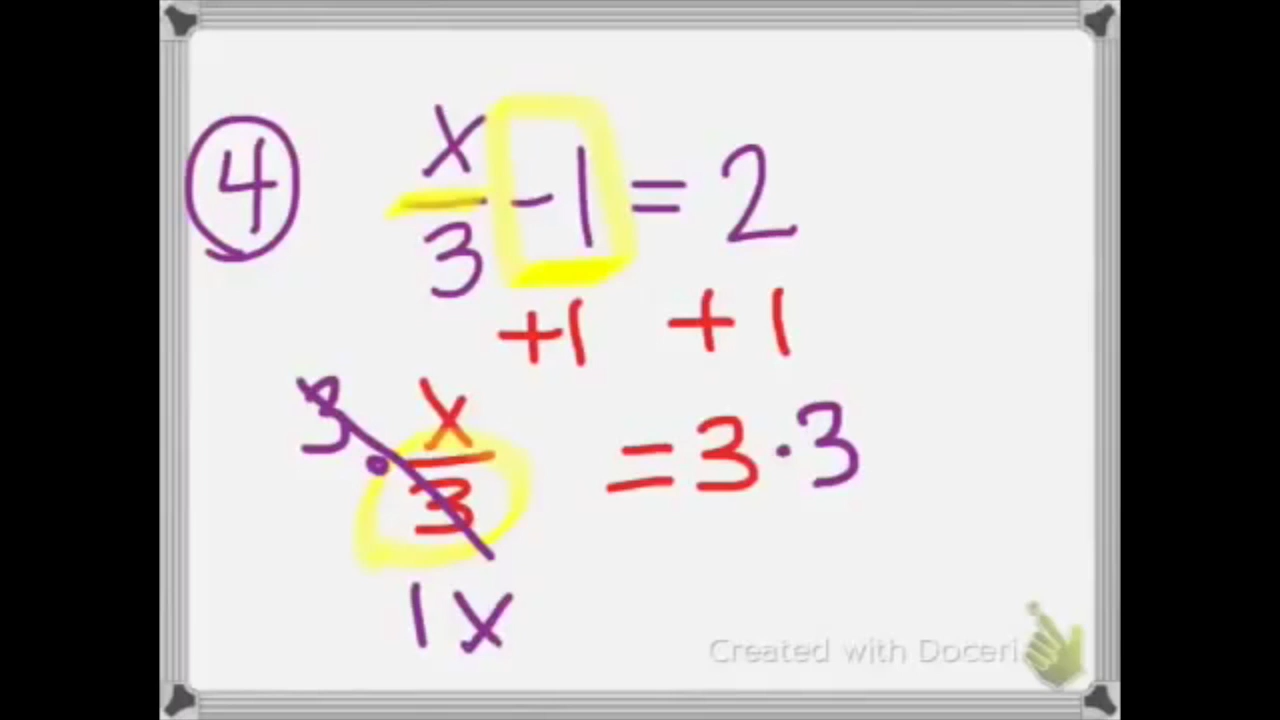 ④ x/3 - 1 = 2
+1 +1
3 · x/3 = 3 · 3
1x
Created with Doceri